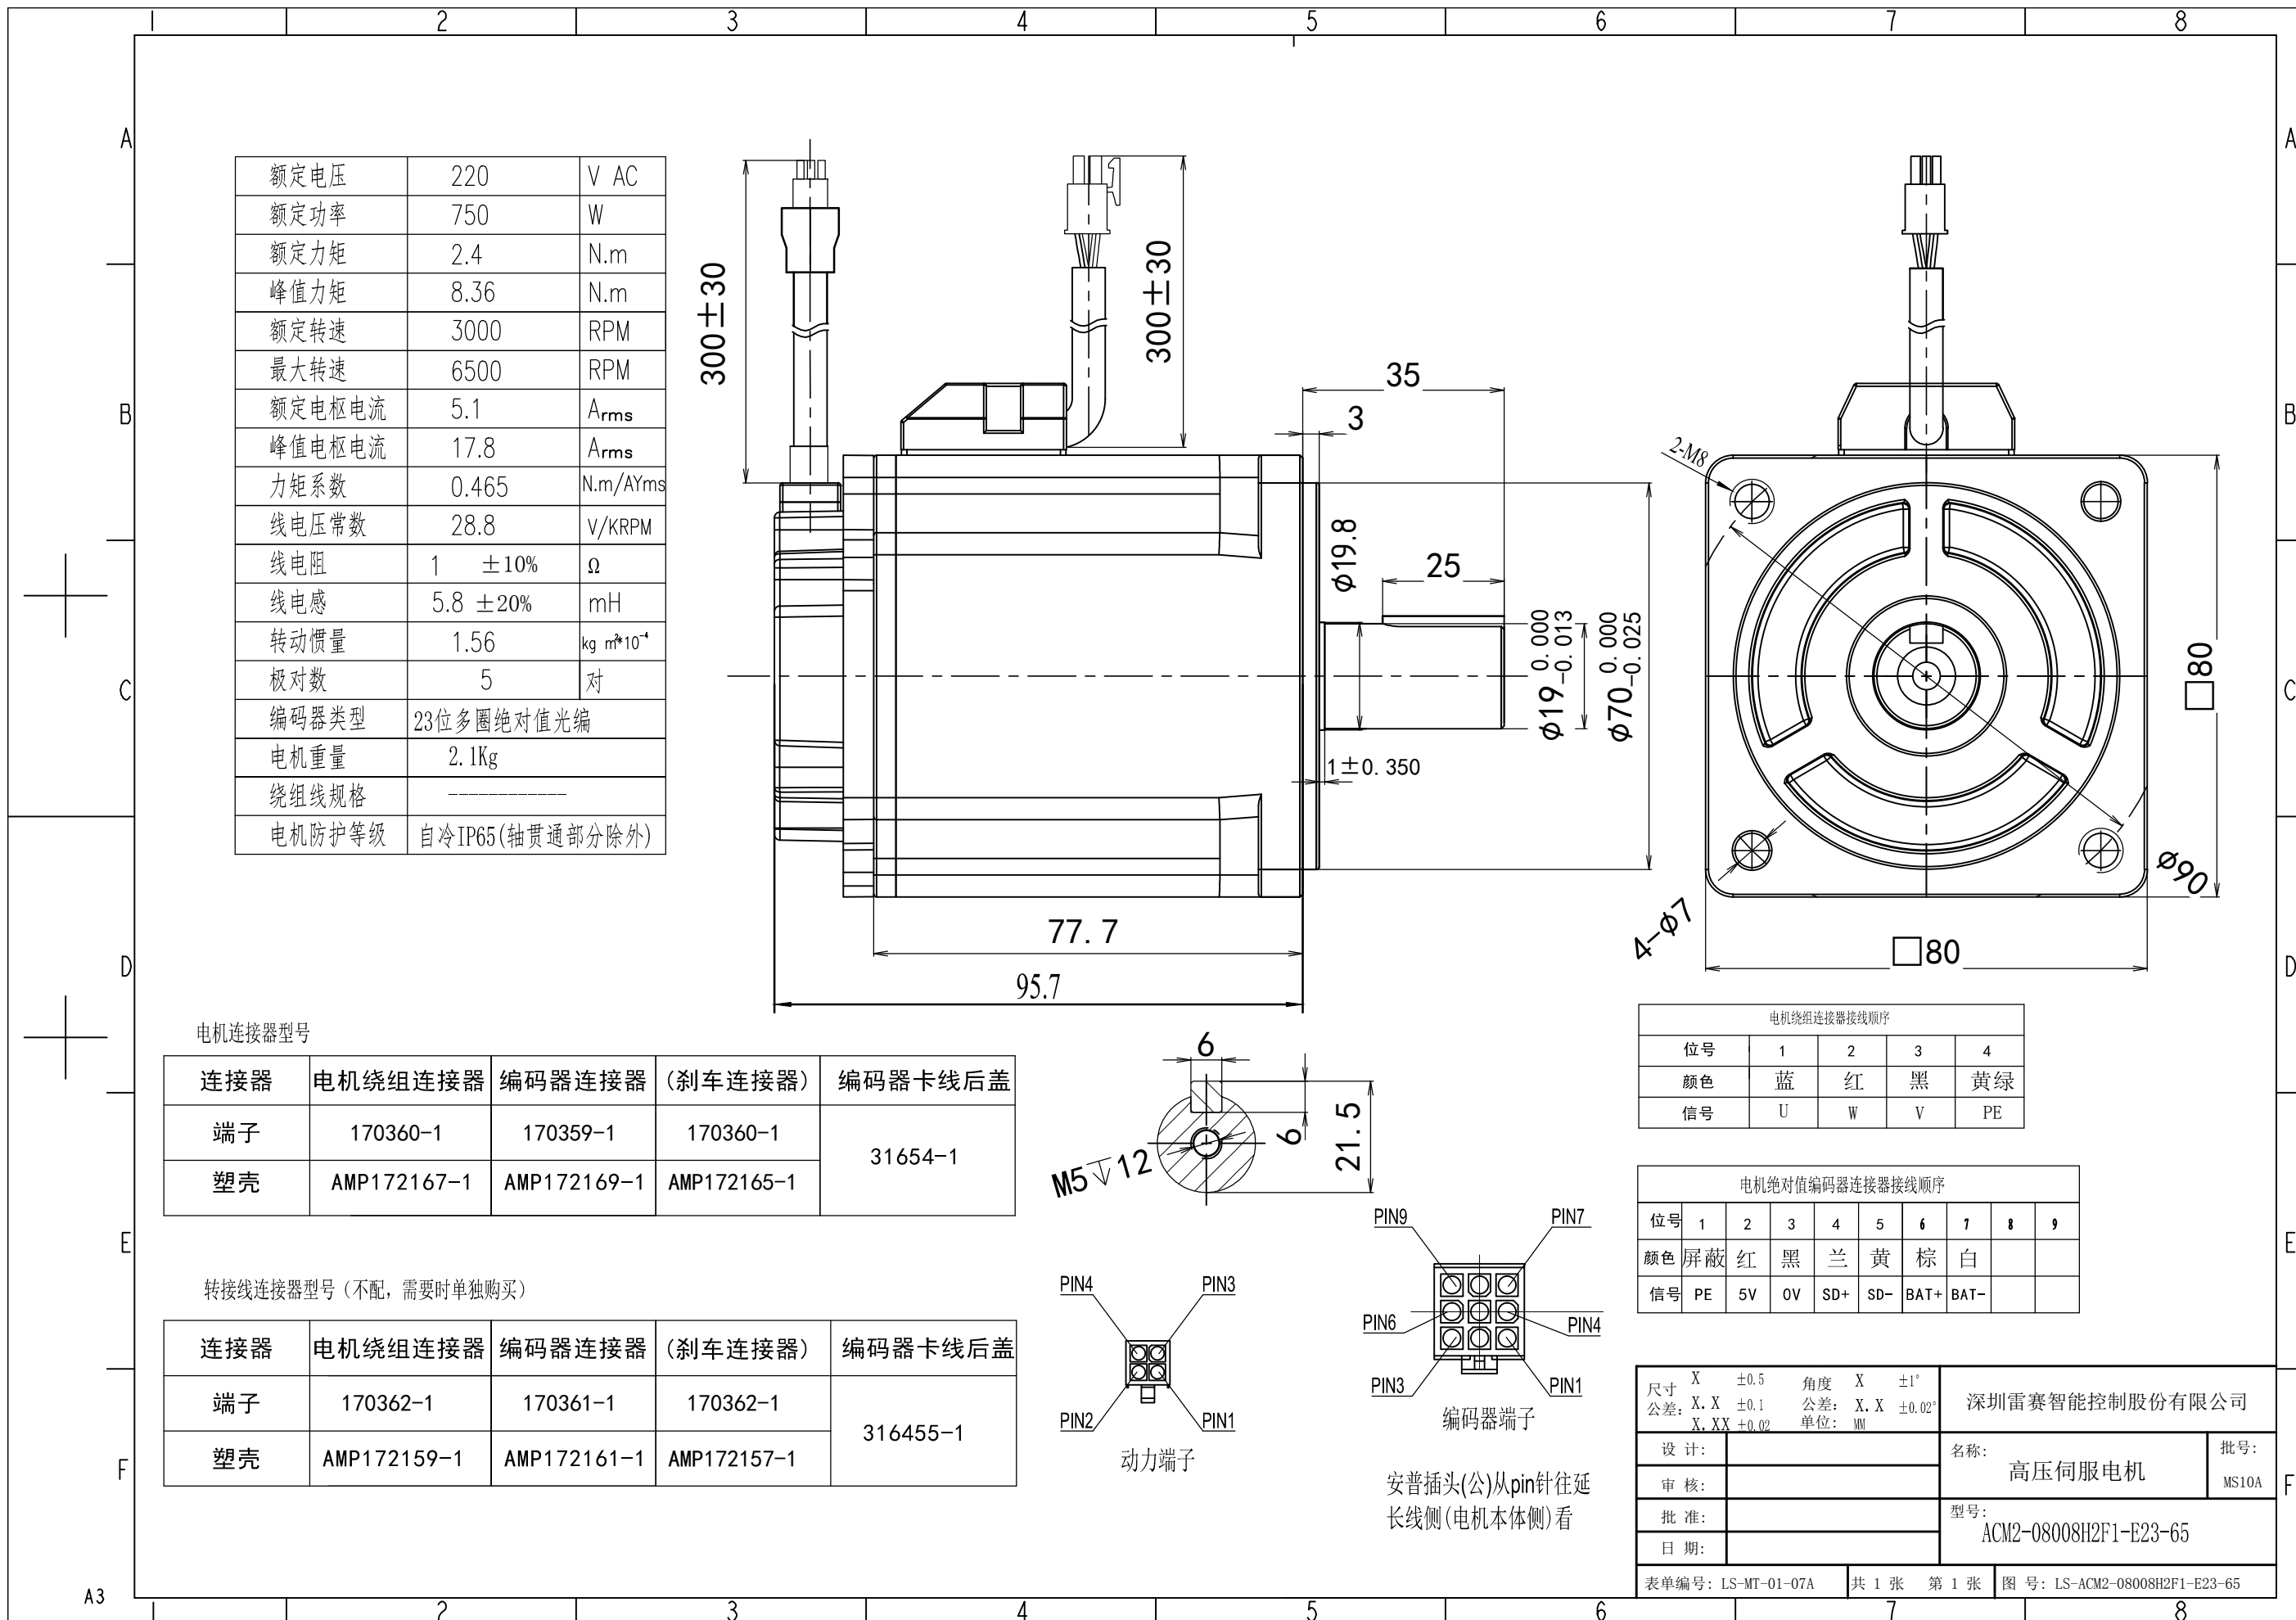 1 2 3 4 5 6 7 8
A A
B B
C C
D D
E E
F F
额定电压 220 V AC
额定功率 750 W
额定力矩 2.4 N.m
峰值力矩 8.36 N.m
额定转速 3000 RPM
最大转速 6500 RPM
额定电枢电流 5.1 Arms
峰值电枢电流 17.8 Arms
力矩系数 0.465 N.m/AYms
线电压常数 28.8 V/KRPM
线电阻 1 ±10% Ω
线电感 5.8 ±20% mH
转动惯量 1.56 kg m²*10⁻⁴
极对数 5 对
编码器类型 23位多圈绝对值光编
电机重量 2.1Kg
绕组线规格 ------------
电机防护等级 自冷IP65(轴贯通部分除外)
300±30
300±30
35
3
φ19.8
25
φ19 0.000 -0.013
φ70 0.000 -0.025
1±0.350
77.7
95.7
2-M8
□80
φ90
4-φ7
□80
6
6
21.5
M5↧12
电机连接器型号
连接器 电机绕组连接器 编码器连接器 (刹车连接器) 编码器卡线后盖
端子 170360-1 170359-1 170360-1 31654-1
塑壳 AMP172167-1 AMP172169-1 AMP172165-1
转接线连接器型号（不配，需要时单独购买）
连接器 电机绕组连接器 编码器连接器 (刹车连接器) 编码器卡线后盖
端子 170362-1 170361-1 170362-1 316455-1
塑壳 AMP172159-1 AMP172161-1 AMP172157-1
PIN4 PIN3
PIN2 PIN1
动力端子
PIN9 PIN7
PIN6 PIN4
PIN3 PIN1
编码器端子
安普插头(公)从pin针往延
长线侧(电机本体侧)看
电机绕组连接器接线顺序
位号 1 2 3 4
颜色 蓝 红 黑 黄绿
信号 U W V PE
电机绝对值编码器连接器接线顺序
位号 1 2 3 4 5 6 7 8 9
颜色 屏蔽 红 黑 兰 黄 棕 白
信号 PE 5V 0V SD+ SD- BAT+ BAT-
尺寸 X ±0.5 角度 X ±1°
公差: X.X ±0.1 公差: X.X ±0.02°
X.XX ±0.02 单位: MM
深圳雷赛智能控制股份有限公司
设 计:
审 核:
批 准:
日 期:
名称:
高压伺服电机
批号:
MS10A
型号:
ACM2-08008H2F1-E23-65
表单编号: LS-MT-01-07A 共 1 张 第 1 张 图 号: LS-ACM2-08008H2F1-E23-65
A3
1 2 3 4 5 6 7 8